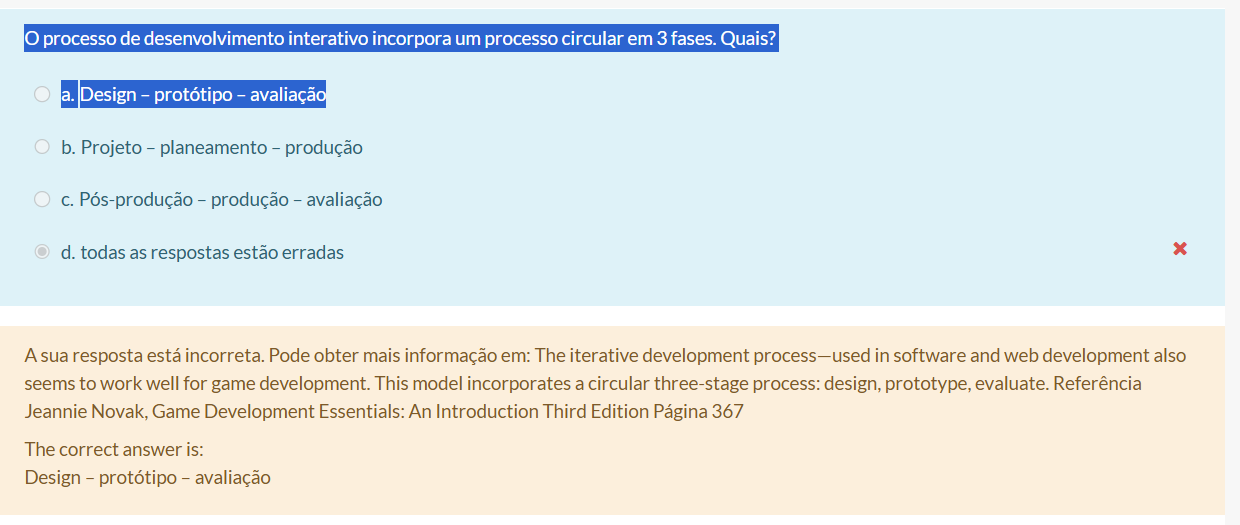 O processo de desenvolvimento interativo incorpora um processo circular em 3 fases. Quais?
a. Design – protótipo – avaliação
b. Projeto – planeamento – produção
c. Pós-produção – produção – avaliação
d. todas as respostas estão erradas
A sua resposta está incorreta. Pode obter mais informação em: The iterative development process—used in software and web development also
seems to work well for game development. This model incorporates a circular three-stage process: design, prototype, evaluate. Referência
Jeannie Novak, Game Development Essentials: An Introduction Third Edition Página 367
The correct answer is:
Design – protótipo – avaliação